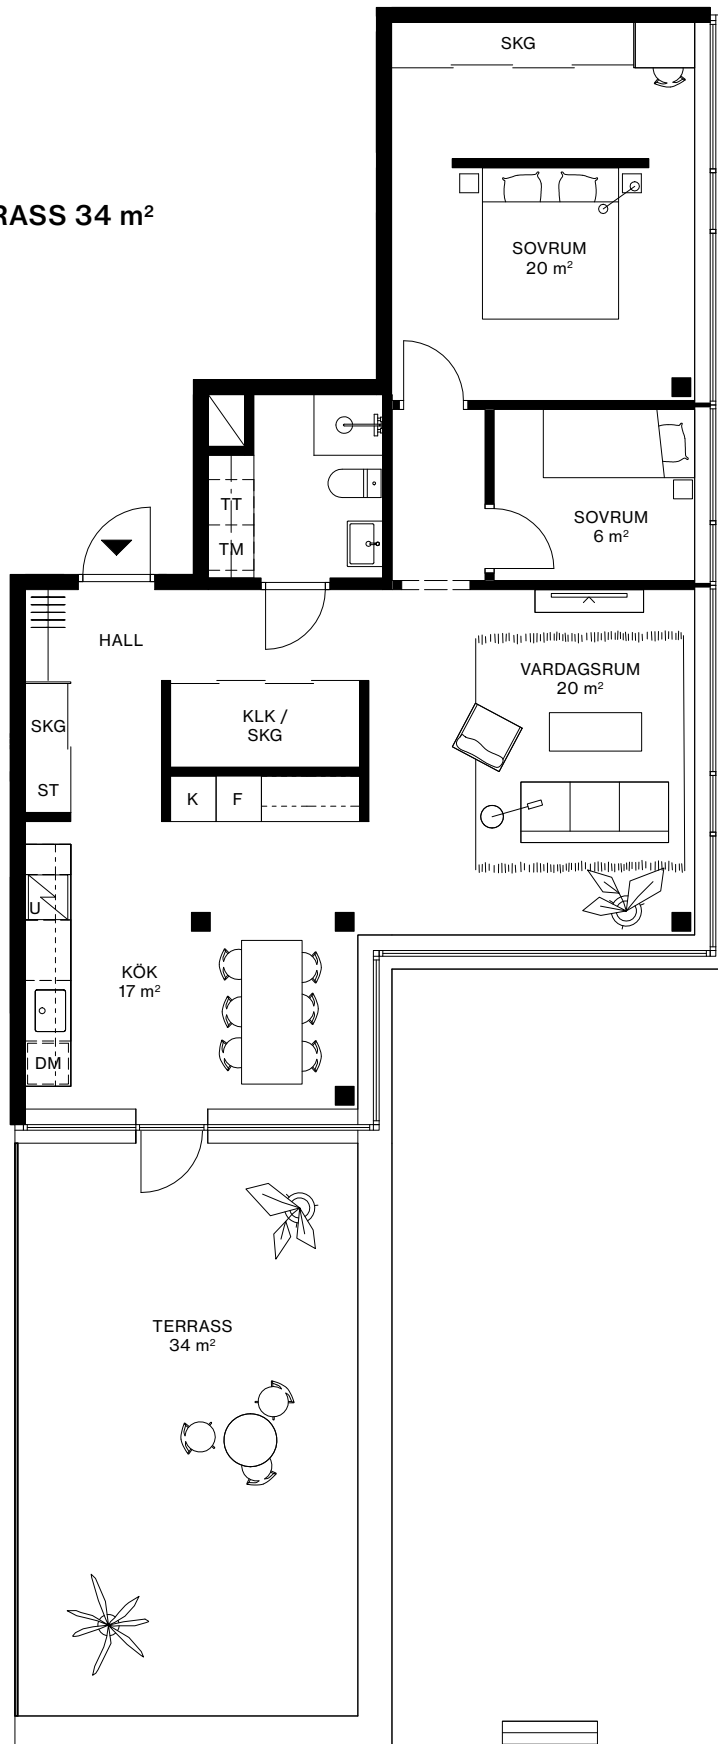 SKG
RASS 34 m²
SOVRUM
20 m²
TT
TM
SOVRUM
6 m²
HALL
VARDAGSRUM
20 m²
KLK /
SKG
SKG
ST
K
F
U
KÖK
17 m²
DM
TERRASS
34 m²